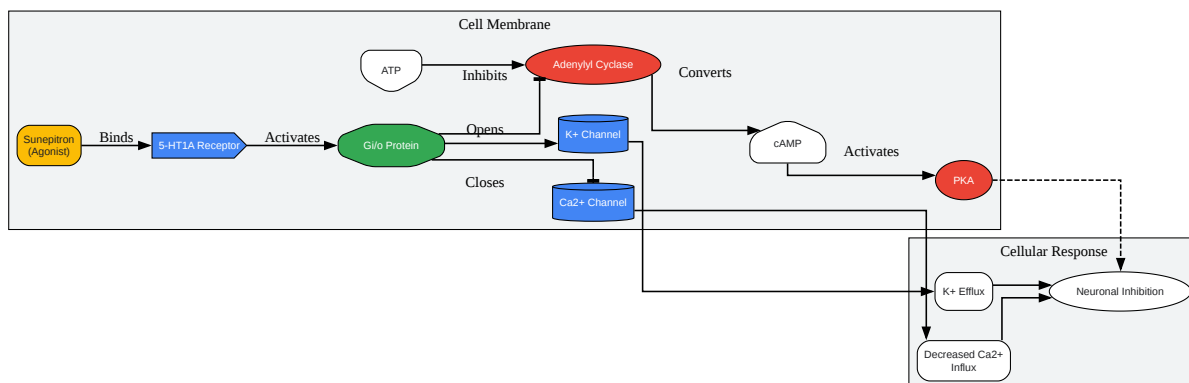 Cell Membrane
ATP
Inhibits
Adenylyl Cyclase
Converts
Sunepitron
(Agonist)
Binds
5-HT1A Receptor
Activates
Gi/o Protein
Opens
K+ Channel
cAMP
Activates
Closes
Ca2+ Channel
PKA
Cellular Response
K+ Efflux
Neuronal Inhibition
Decreased Ca2+
Influx